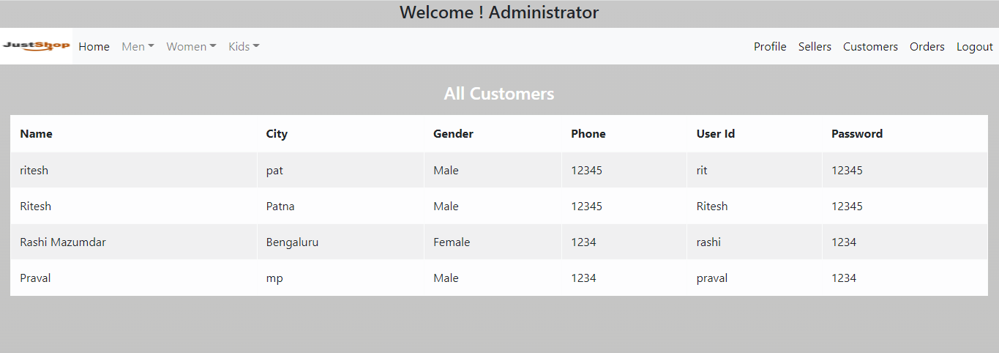 Welcome ! Administrator
JustShop Home Men Women Kids Profile Sellers Customers Orders Logout
All Customers
Name City Gender Phone User Id Password
ritesh pat Male 12345 rit 12345
Ritesh Patna Male 12345 Ritesh 12345
Rashi Mazumdar Bengaluru Female 1234 rashi 1234
Praval mp Male 1234 praval 1234